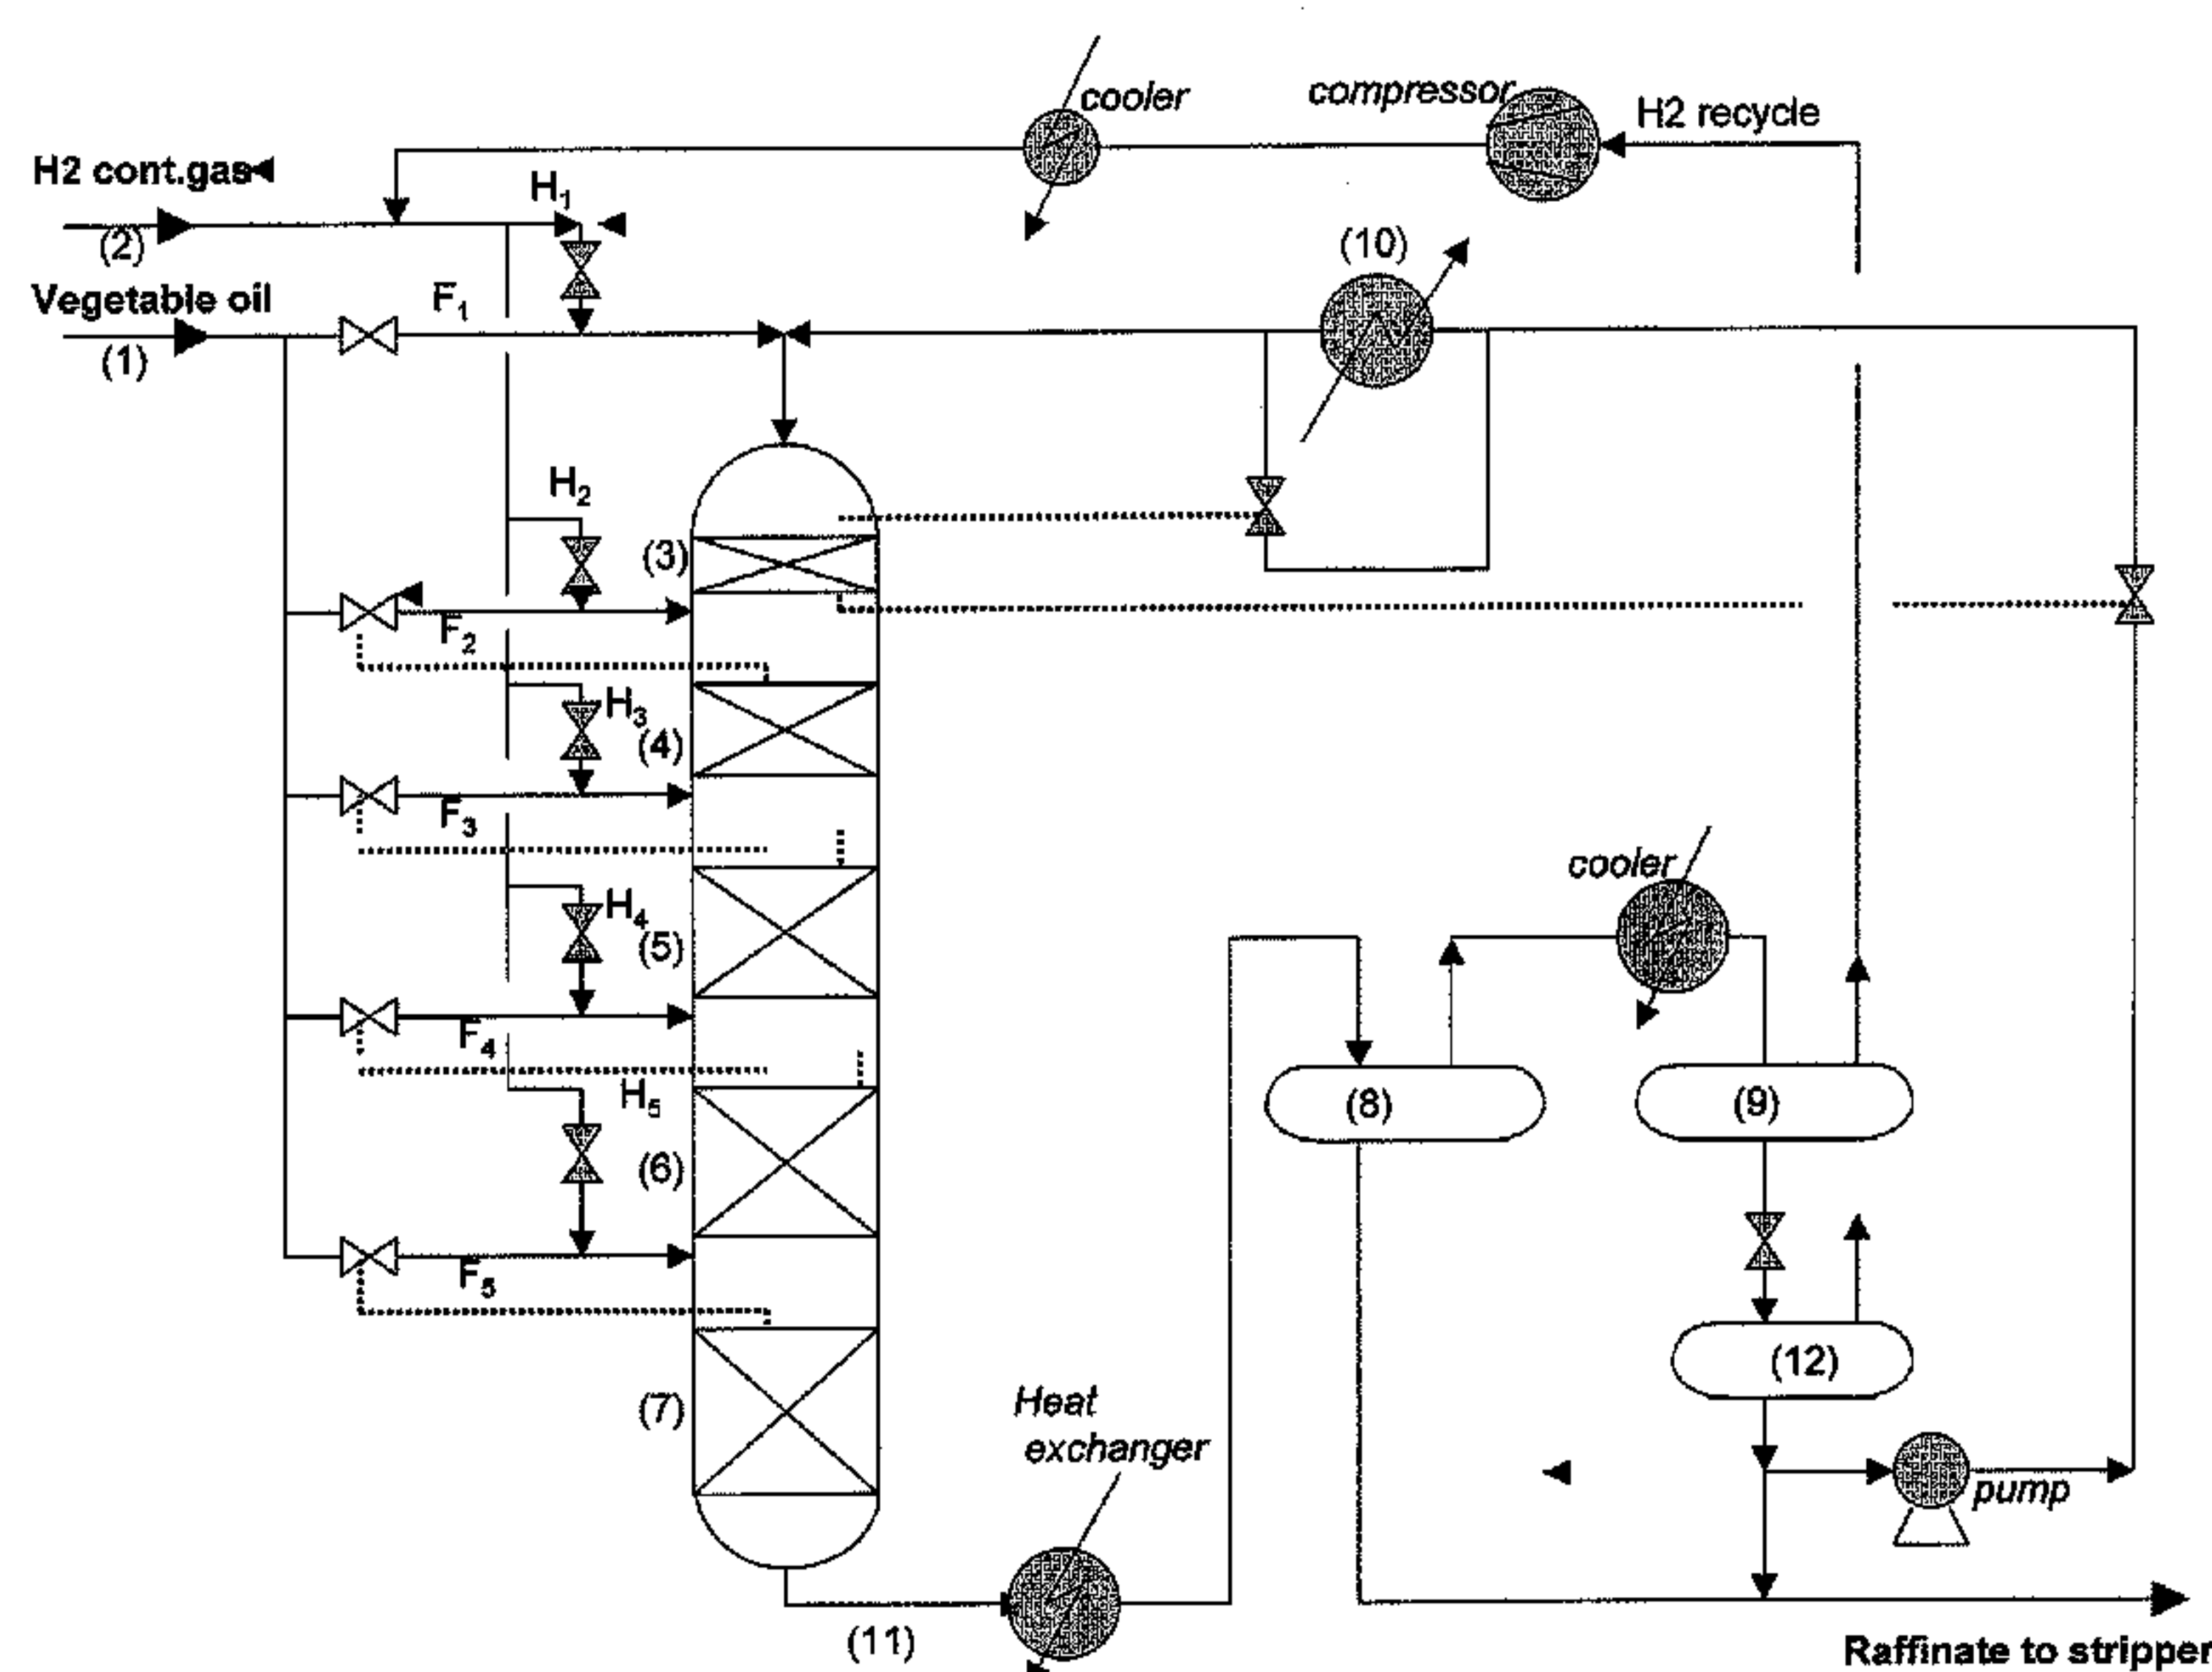 cooler
compressor
H2 recycle
H2 cont.gas
H1
(2)
(10)
Vegetable oil
F1
(1)
H2
(3)
F2
H3
(4)
F3
cooler
H4
(5)
F4
H5
(8)
(9)
(6)
F5
(12)
(7)
Heat
exchanger
pump
(11)
Raffinate to stripper